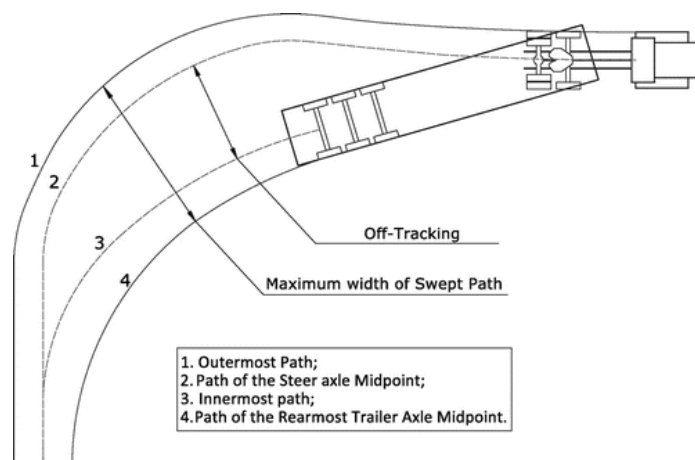 1
2
3
4
Off-Tracking
Maximum width of Swept Path
1. Outermost Path;
2. Path of the Steer axle Midpoint;
3. Innermost path;
4. Path of the Rearmost Trailer Axle Midpoint.